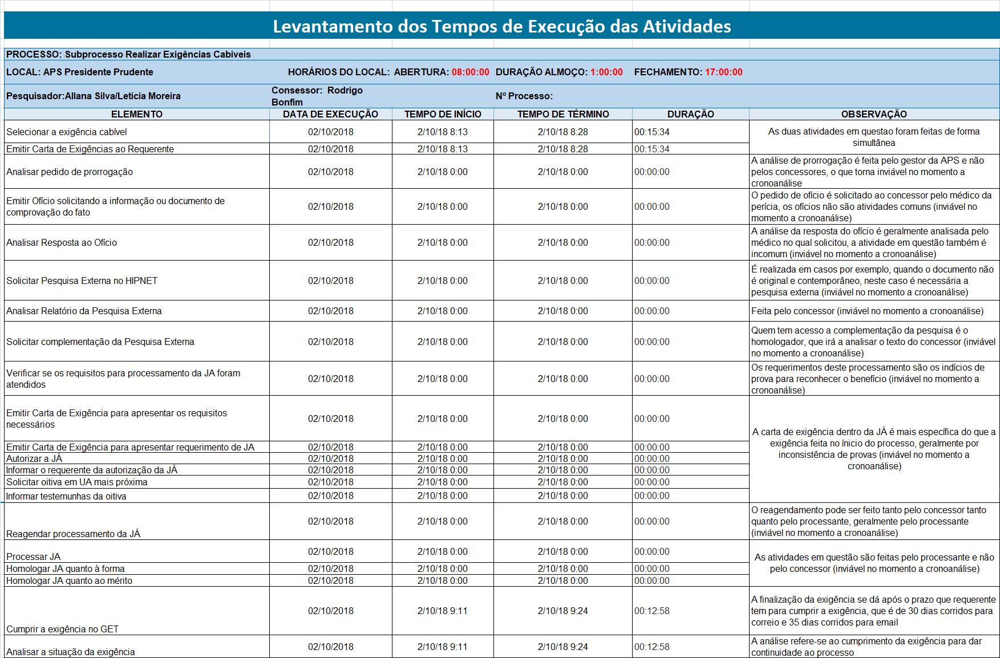 Levantamento dos Tempos de Execução das Atividades
PROCESSO: Subprocesso Realizar Exigências Cabíveis
LOCAL: APS Presidente Prudente HORÁRIOS DO LOCAL: ABERTURA: 08:00:00 DURAÇÃO ALMOÇO: 1:00:00 FECHAMENTO: 17:00:00
Pesquisador:Allana Silva/Letícia Moreira Consessor: Rodrigo
Bonfim
Nº Processo:
ELEMENTO DATA DE EXECUÇÃO TEMPO DE INÍCIO TEMPO DE TÉRMINO DURAÇÃO OBSERVAÇÃO
Selecionar a exigência cabível 02/10/2018 2/10/18 8:13 2/10/18 8:28 00:15:34
As duas atividades em questao foram feitas de forma
simultânea
Emitir Carta de Exigências ao Requerente 02/10/2018 2/10/18 8:13 2/10/18 8:28 00:15:34
Analisar pedido de prorrogação 02/10/2018 2/10/18 0:00 2/10/18 0:00 00:00:00
A análise de prorrogação é feita pelo gestor da APS e não
pelos concessores, o que torna inviável no momento a
cronoanálise
Emitir Ofício solicitando a informação ou documento de
comprovação do fato
02/10/2018 2/10/18 0:00 2/10/18 0:00 00:00:00
O pedido de ofício é solicitado ao concessor pelo médico da
perícia, os ofícios não são atividades comuns (inviável no
momento a cronoanálise)
Analisar Resposta ao Ofício 02/10/2018 2/10/18 0:00 2/10/18 0:00 00:00:00
A análise da resposta do ofício é geralmente analisada pelo
médico no qual solicitou, a atividade em questão também é
incomum (inviável no momento a cronoanálise)
Solicitar Pesquisa Externa no HIPNET 02/10/2018 2/10/18 0:00 2/10/18 0:00 00:00:00
É realizada em casos por exemplo, quando o documento não
é original e contemporâneo, neste caso é necessária a
pesquisa externa (inviável no momento a cronoanálise)
Analisar Relatório da Pesquisa Externa 02/10/2018 2/10/18 0:00 2/10/18 0:00 00:00:00 Feita pelo concessor (inviável no momento a cronoanálise)
Solicitar complementação da Pesquisa Externa 02/10/2018 2/10/18 0:00 2/10/18 0:00 00:00:00
Quem tem acesso a complementação da pesquisa é o
homologador, que irá a analisar o texto do concessor (inviável
no momento a cronoanálise)
Verificar se os requisitos para processamento da JA foram
atendidos
02/10/2018 2/10/18 0:00 2/10/18 0:00 00:00:00
Os requerimentos deste processamento são os indícios de
prova para reconhecer o benefício (inviável no momento a
cronoanálise)
Emitir Carta de Exigência para apresentar os requisitos
necessários
02/10/2018 2/10/18 0:00 2/10/18 0:00 00:00:00
A carta de exigência dentro da JÁ é mais específica do que a
exigência feita no ínicio do processo, geralmente por
inconsistência de provas (inviável no momento a
cronoanálise)
Emitir Carta de Exigência para apresentar requerimento de JA 02/10/2018 2/10/18 0:00 2/10/18 0:00 00:00:00
Autorizar a JÁ 02/10/2018 2/10/18 0:00 2/10/18 0:00 00:00:00
Informar o requerente da autorização da JÁ 02/10/2018 2/10/18 0:00 2/10/18 0:00 00:00:00
Solicitar oitiva em UA mais próxima 02/10/2018 2/10/18 0:00 2/10/18 0:00 00:00:00
Informar testemunhas da oitiva 02/10/2018 2/10/18 0:00 2/10/18 0:00 00:00:00
Reagendar processamento da JÁ 02/10/2018 2/10/18 0:00 2/10/18 0:00 00:00:00
O reagendamento pode ser feito tanto pelo concessor tanto
quanto pelo processante, geralmente pelo processante
(inviável no momento a cronoanálise)
Processar JA 02/10/2018 2/10/18 0:00 2/10/18 0:00 00:00:00
As atividades em questão são feitas pelo processante e não
pelo concessor (inviável no momento a cronoanálise)
Homologar JA quanto à forma 02/10/2018 2/10/18 0:00 2/10/18 0:00 00:00:00
Homologar JA quanto ao mérito 02/10/2018 2/10/18 0:00 2/10/18 0:00 00:00:00
Cumprir a exigência no GET 02/10/2018 2/10/18 9:11 2/10/18 9:24 00:12:58
A finalização da exigência se dá após o prazo que requerente
tem para cumprir a exigência, que é de 30 dias corridos para
correio e 35 dias corridos para email
Analisar a situação da exigência 02/10/2018 2/10/18 9:11 2/10/18 9:24 00:12:58
A análise refere-se ao cumprimento da exigência para dar
continuidade ao processo